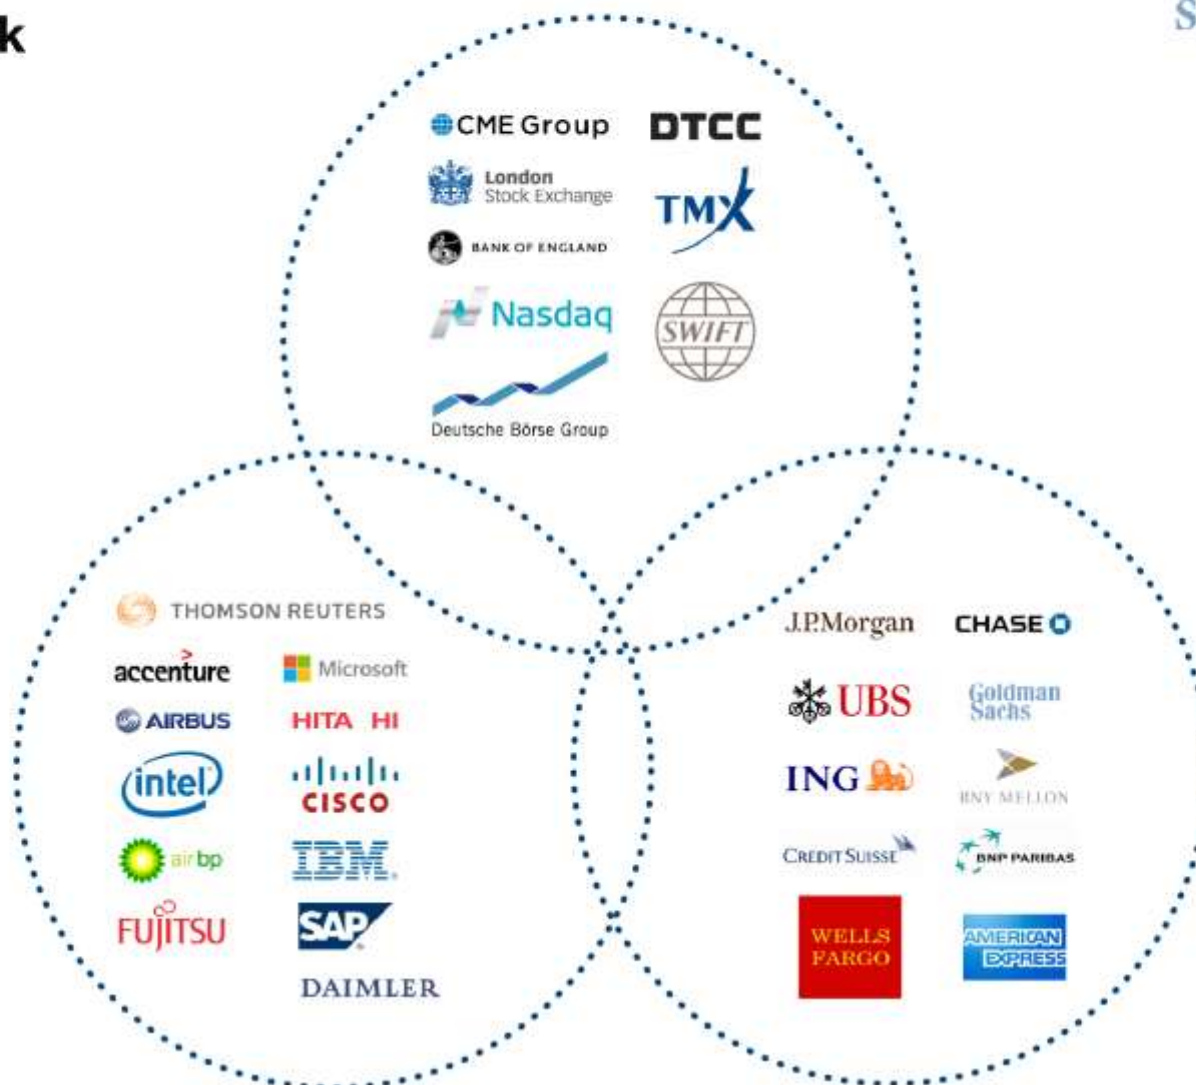 k
S
CME Group DTCC
London
Stock Exchange
TMX
BANK OF ENGLAND
Nasdaq
SWIFT
Deutsche Börse Group
THOMSON REUTERS
accenture Microsoft
AIRBUS HITA HI
intel CISCO
air bp IBM
FUJITSU SAP
DAIMLER
J.P.Morgan CHASE
UBS Goldman
Sachs
ING BNY MELLON
CREDIT SUISSE BNP PARIBAS
WELLS
FARGO
AMERICAN
EXPRESS